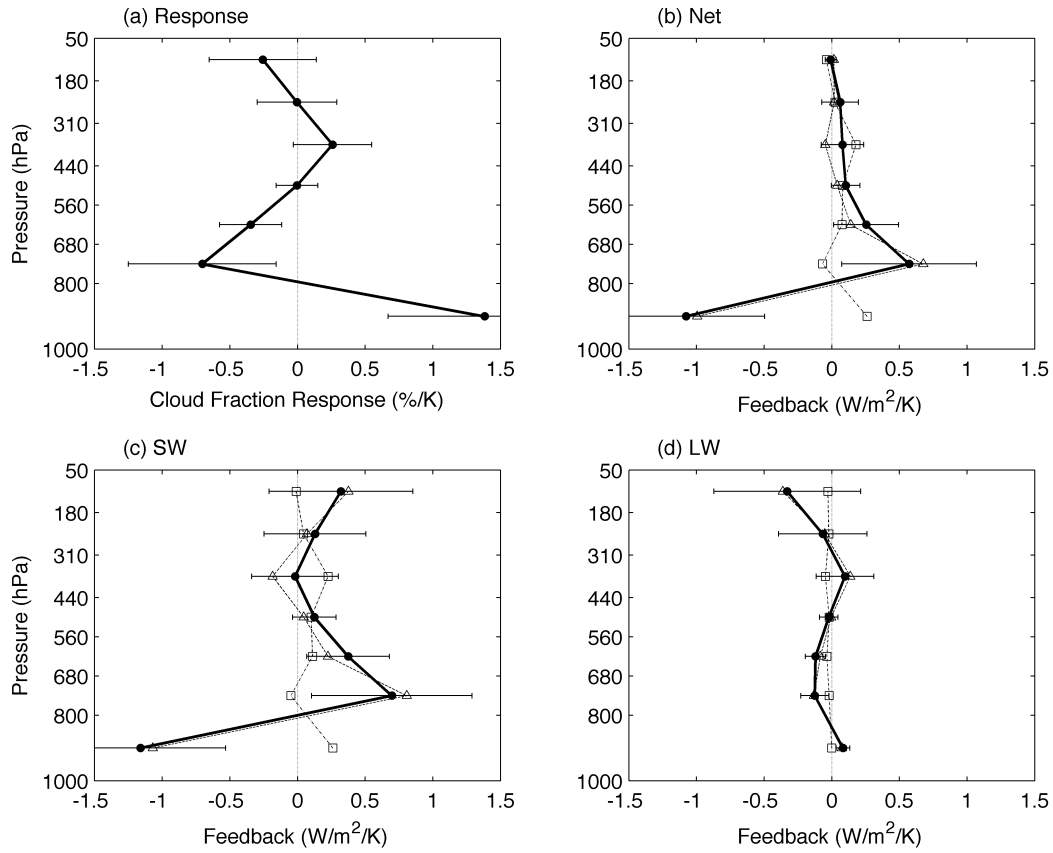 (a) Response
50
180
310
440
560
680
800
1000
Pressure (hPa)
-1.5 -1 -0.5 0 0.5 1 1.5
Cloud Fraction Response (%/K)
(b) Net
50
180
310
440
560
680
800
1000
-1.5 -1 -0.5 0 0.5 1 1.5
Feedback (W/m²/K)
(c) SW
50
180
310
440
560
680
800
1000
Pressure (hPa)
-1.5 -1 -0.5 0 0.5 1 1.5
Feedback (W/m²/K)
(d) LW
50
180
310
440
560
680
800
1000
-1.5 -1 -0.5 0 0.5 1 1.5
Feedback (W/m²/K)